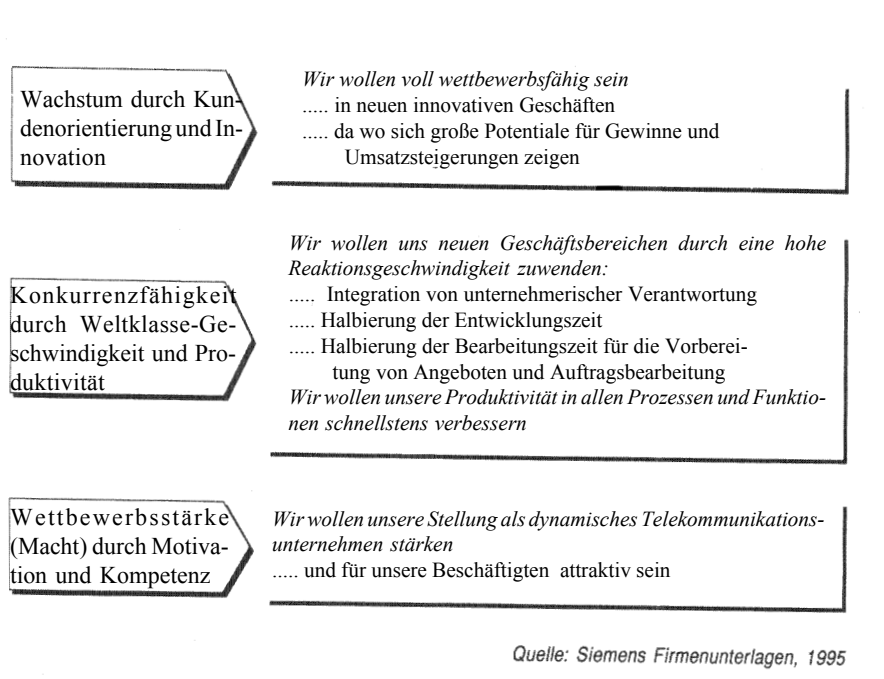 Wachstum durch Kun-
denorientierung und In-
novation
Wir wollen voll wettbewerbsfähig sein
..... in neuen innovativen Geschäften
..... da wo sich große Potentiale für Gewinne und
Umsatzsteigerungen zeigen
Konkurrenzfähigkeit
durch Weltklasse-Ge-
schwindigkeit und Pro-
duktivität
Wir wollen uns neuen Geschäftsbereichen durch eine hohe
Reaktionsgeschwindigkeit zuwenden:
..... Integration von unternehmerischer Verantwortung
..... Halbierung der Entwicklungszeit
..... Halbierung der Bearbeitungszeit für die Vorberei-
tung von Angeboten und Auftragsbearbeitung
Wir wollen unsere Produktivität in allen Prozessen und Funktio-
nen schnellstens verbessern
Wettbewerbsstärke
(Macht) durch Motiva-
tion und Kompetenz
Wir wollen unsere Stellung als dynamisches Telekommunikations-
unternehmen stärken
..... und für unsere Beschäftigten attraktiv sein
Quelle: Siemens Firmenunterlagen, 1995